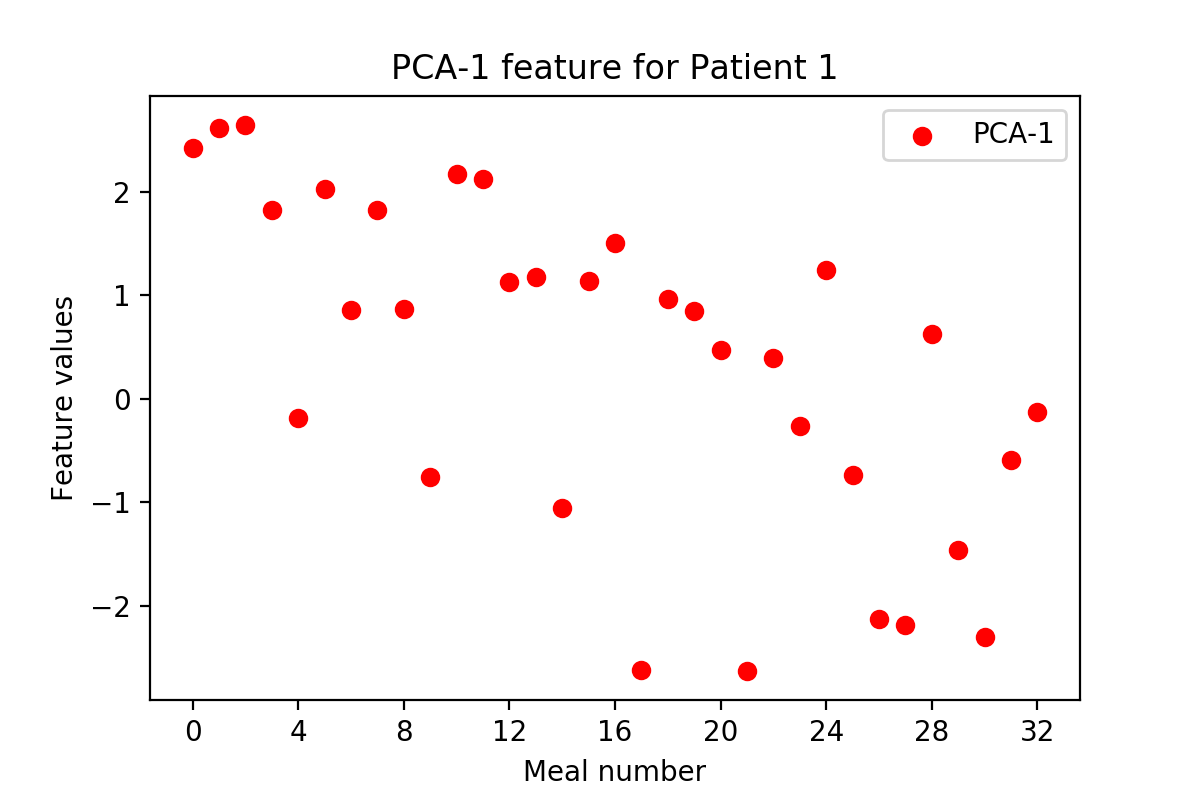 PCA-1 feature for Patient 1
PCA-1
Feature values
2
1
0
−1
−2
0 4 8 12 16 20 24 28 32
Meal number